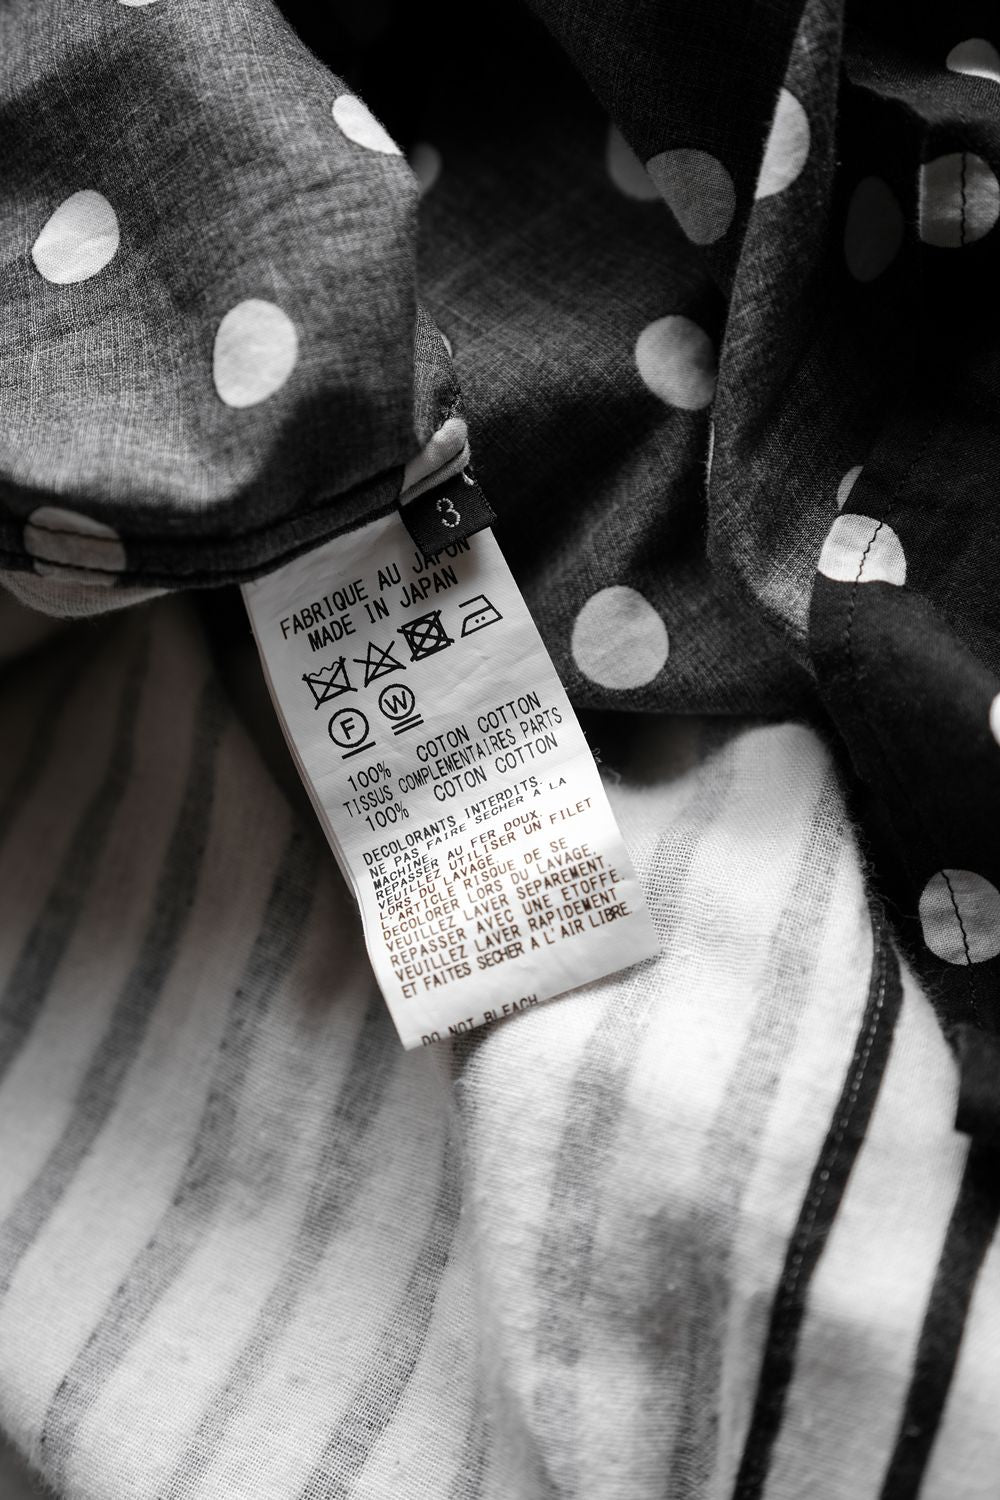 3
FABRIQUE AU JAPON
MADE IN JAPAN
F W
100% COTON COTTON
TISSUS COMPLEMENTAIRES PARTS
100% COTON COTTON
DECOLORANTS INTERDITS.
NE PAS FAIRE SECHER A LA
MACHINE.
REPASSER AU FER DOUX.
VEUILLEZ UTILISER UN FILET
LORS DU LAVAGE.
L'ARTICLE RISQUE DE SE
DECOLORER LORS DU LAVAGE.
VEUILLEZ LAVER SEPAREMENT.
REPASSER AVEC UNE ETOFFE.
VEUILLEZ LAVER RAPIDEMENT
ET FAITES SECHER A L'AIR LIBRE.
DO NOT BLEACH